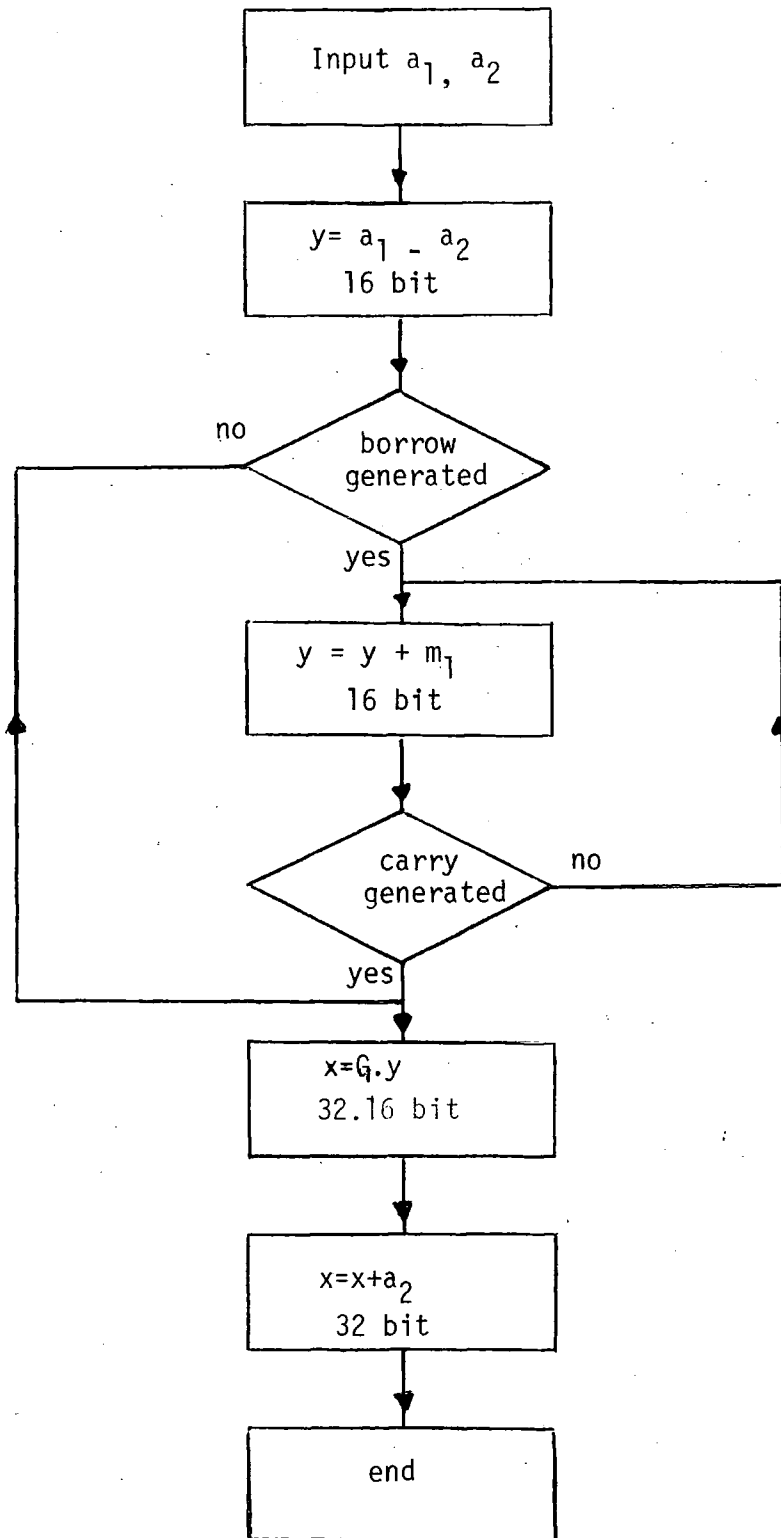 Input a₁, a₂
y= a₁ - a₂
16 bit
no
borrow
generated
yes
y = y + m₁
16 bit
carry
generated
no
yes
x=G₁.y
32.16 bit
x=x+a₂
32 bit
end